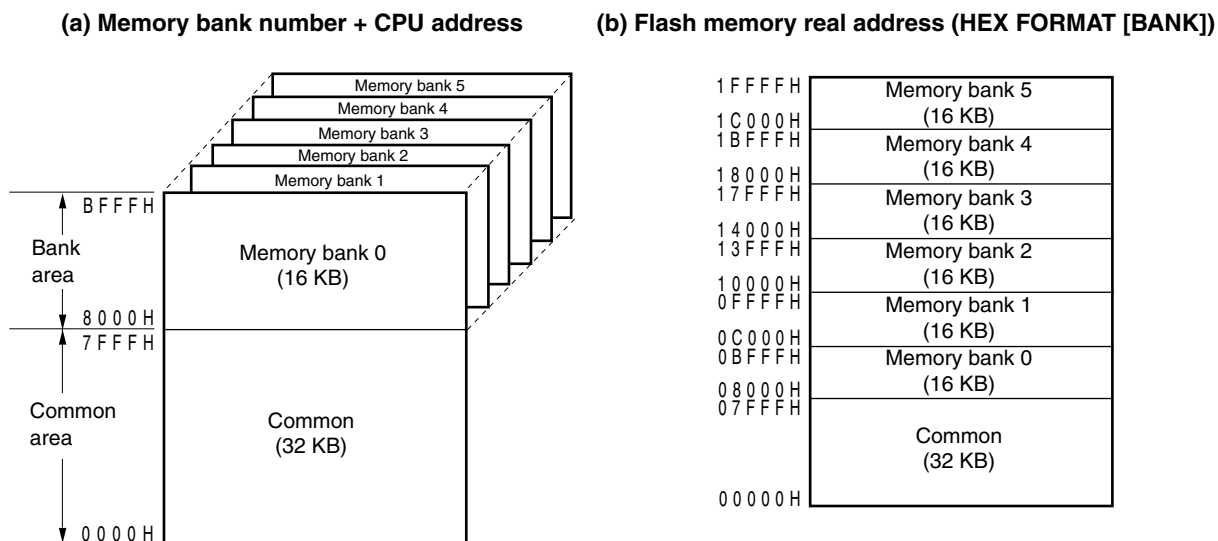 (a) Memory bank number + CPU address
Memory bank 5
Memory bank 4
Memory bank 3
Memory bank 2
Memory bank 1
BFFFH
Bank
area
Memory bank 0
(16 KB)
8000H
7FFFH
Common
area
Common
(32 KB)
0000H
(b) Flash memory real address (HEX FORMAT [BANK])
1FFFFH
Memory bank 5
(16 KB)
1C000H
1BFFFH
Memory bank 4
(16 KB)
18000H
17FFFH
Memory bank 3
(16 KB)
14000H
13FFFH
Memory bank 2
(16 KB)
10000H
0FFFFH
Memory bank 1
(16 KB)
0C000H
0BFFFH
Memory bank 0
(16 KB)
08000H
07FFFH
Common
(32 KB)
00000H